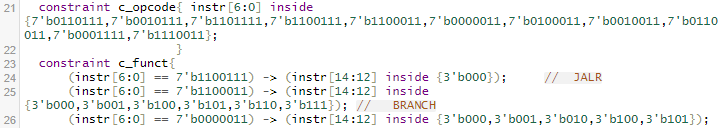 21 constraint c_opcode{ instr[6:0] inside
{7'b0110111,7'b0010111,7'b1101111,7'b1100111,7'b1100011,7'b0000011,7'b0100011,7'b0010011,7'b0110
011,7'b0001111,7'b1110011};
22 }
23 constraint c_funct{
24 (instr[6:0] == 7'b1100111) -> (instr[14:12] inside {3'b000}); // JALR
25 (instr[6:0] == 7'b1100011) -> (instr[14:12] inside
{3'b000,3'b001,3'b100,3'b101,3'b110,3'b111}); // BRANCH
26 (instr[6:0] == 7'b0000011) -> (instr[14:12] inside {3'b000,3'b001,3'b010,3'b100,3'b101});